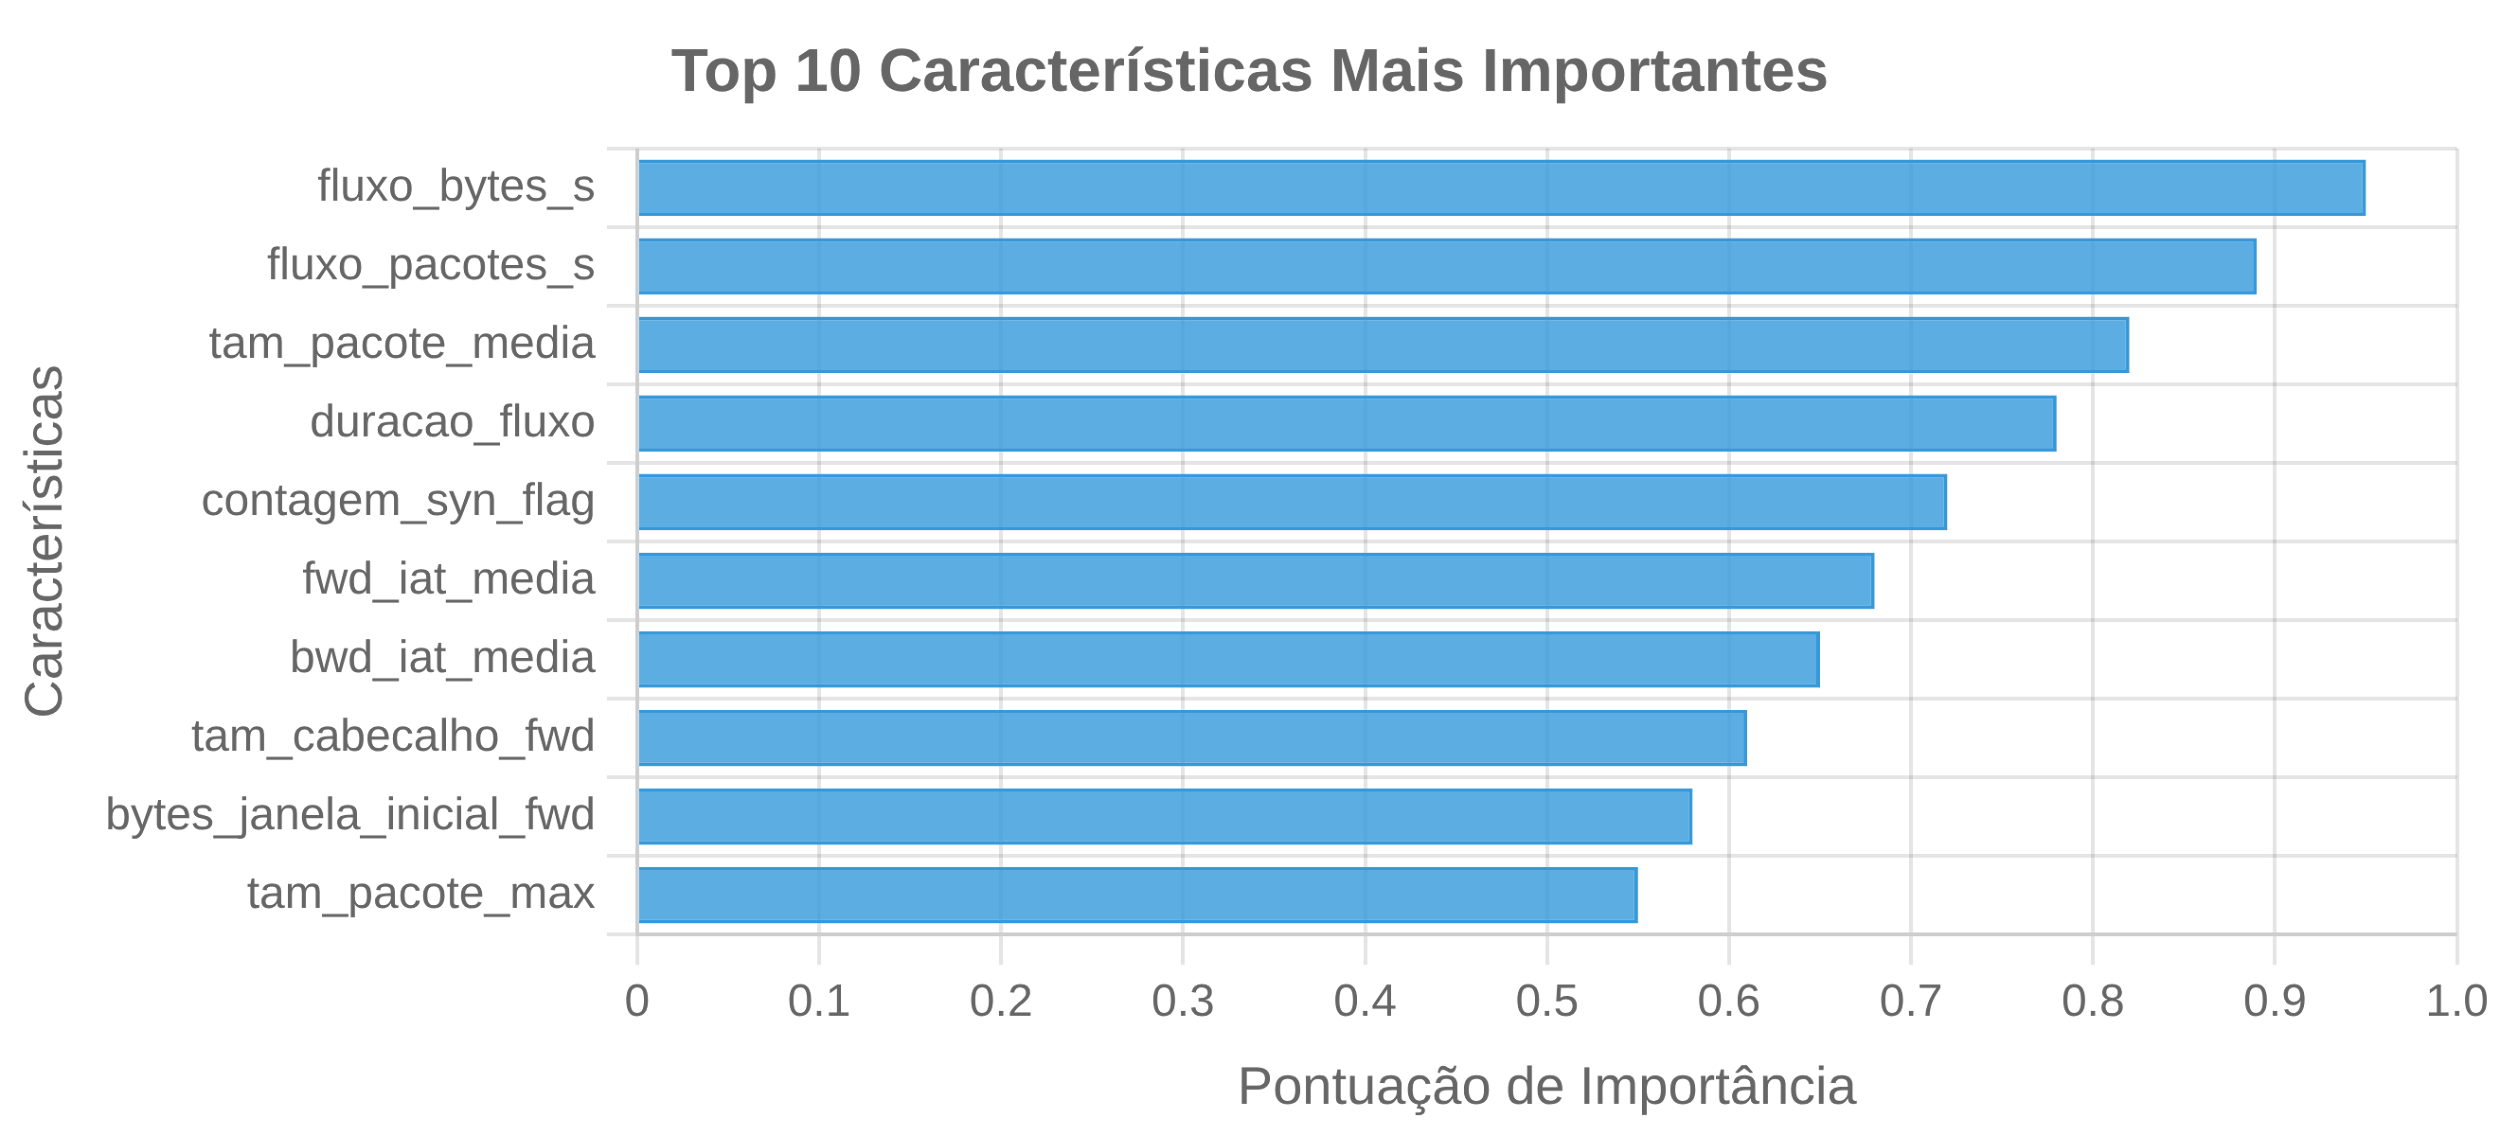 Top 10 Características Mais Importantes
Características
fluxo_bytes_s
fluxo_pacotes_s
tam_pacote_media
duracao_fluxo
contagem_syn_flag
fwd_iat_media
bwd_iat_media
tam_cabecalho_fwd
bytes_janela_inicial_fwd
tam_pacote_max
0 0.1 0.2 0.3 0.4 0.5 0.6 0.7 0.8 0.9 1.0
Pontuação de Importância